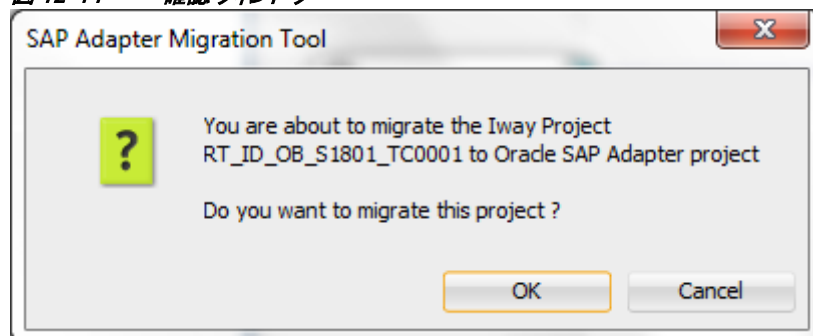 SAP Adapter Migration Tool
You are about to migrate the Iway Project
RT_ID_OB_S1801_TC0001 to Oracle SAP Adapter project
Do you want to migrate this project ?
OK
Cancel